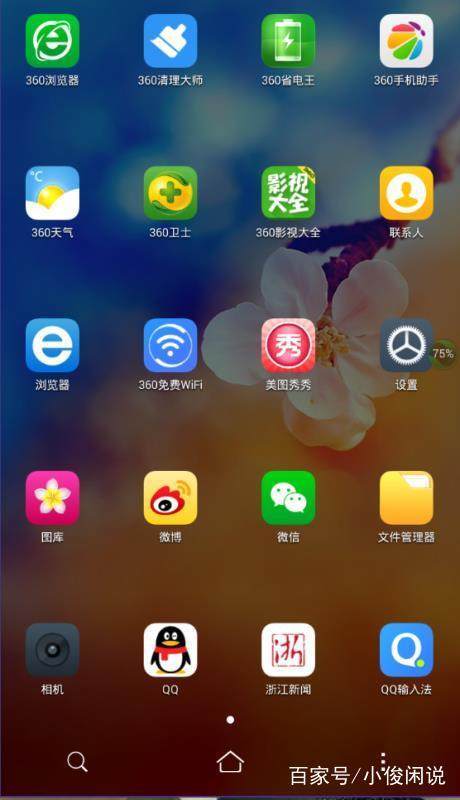 360浏览器
360清理大师
360省电王
360手机助手
°C
影视
大全
360天气
360卫士
360影视大全
联系人
秀
75%
浏览器
360免费WiFi
美图秀秀
设置
图库
微博
微信
文件管理器
浙
相机
QQ
浙江新闻
QQ输入法
百家号/小俊闲说